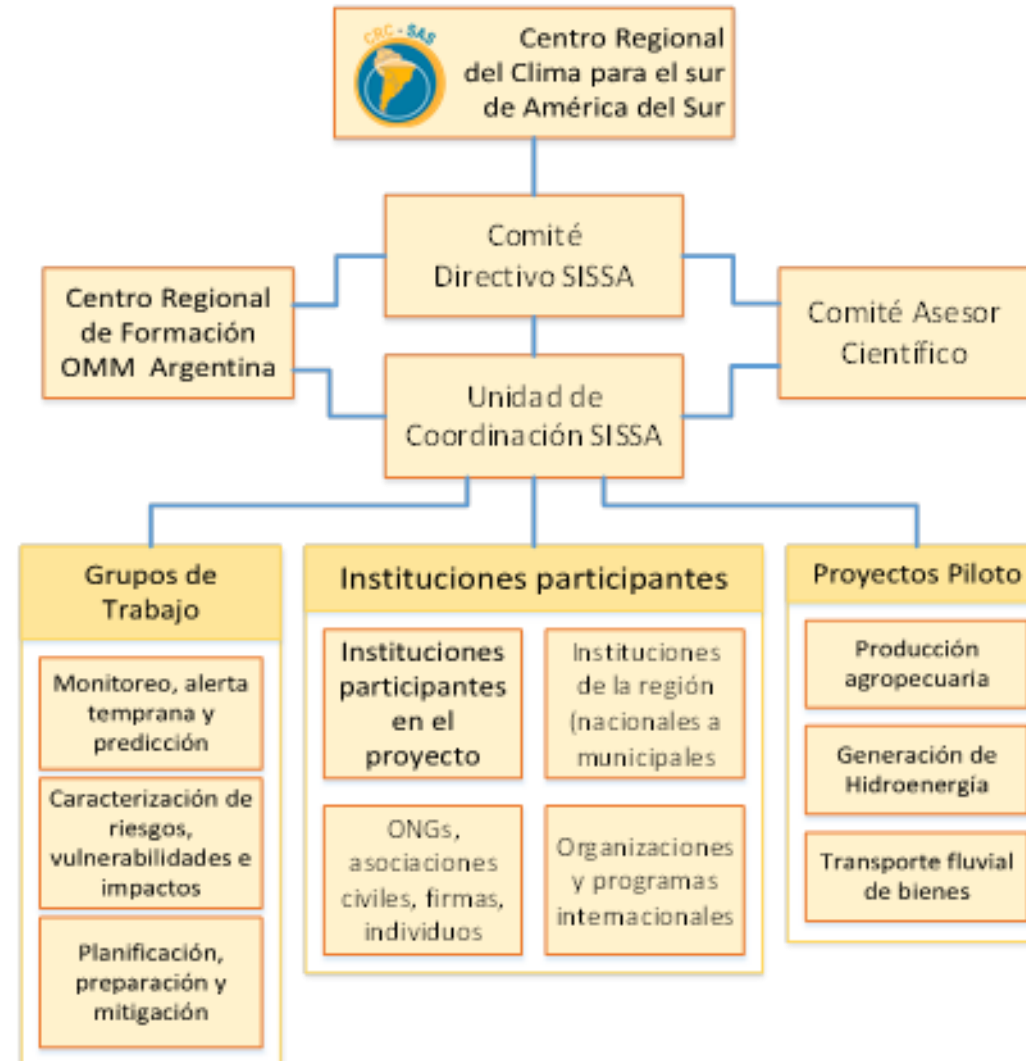 CRC - SAS
Centro Regional
del Clima para el sur
de América del Sur
Comité
Directivo SISSA
Centro Regional
de Formación
OMM Argentina
Comité Asesor
Científico
Unidad de
Coordinación SISSA
Grupos de
Trabajo
Monitoreo, alerta
temprana y
predicción
Caracterización de
riesgos,
vulnerabilidades e
impactos
Planificación,
preparación y
mitigación
Instituciones participantes
Instituciones
participantes
en el
proyecto
Instituciones
de la región
(nacionales a
municipales
ONGs,
asociaciones
civiles, firmas,
individuos
Organizaciones
y programas
internacionales
Proyectos Piloto
Producción
agropecuaria
Generación de
Hidroenergía
Transporte fluvial
de bienes